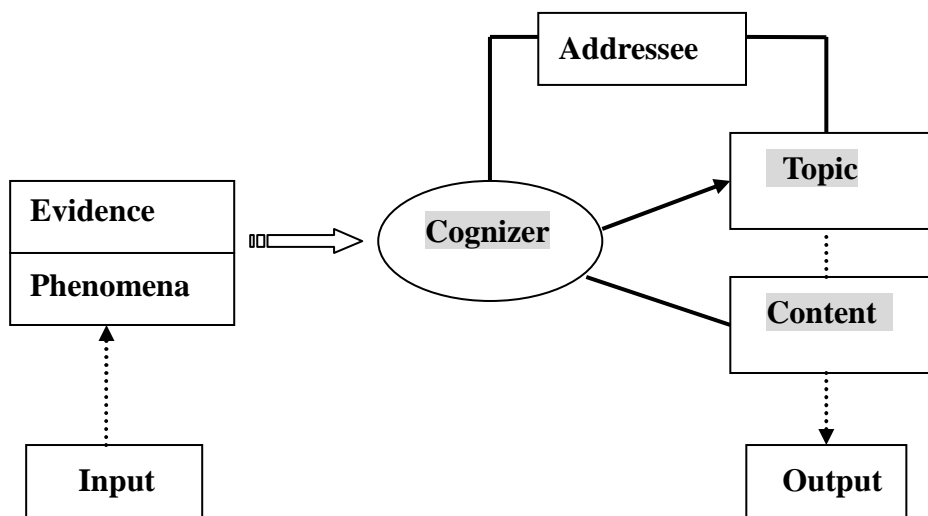 Addressee
Topic
Evidence
Cognizer
Phenomena
Content
Input
Output